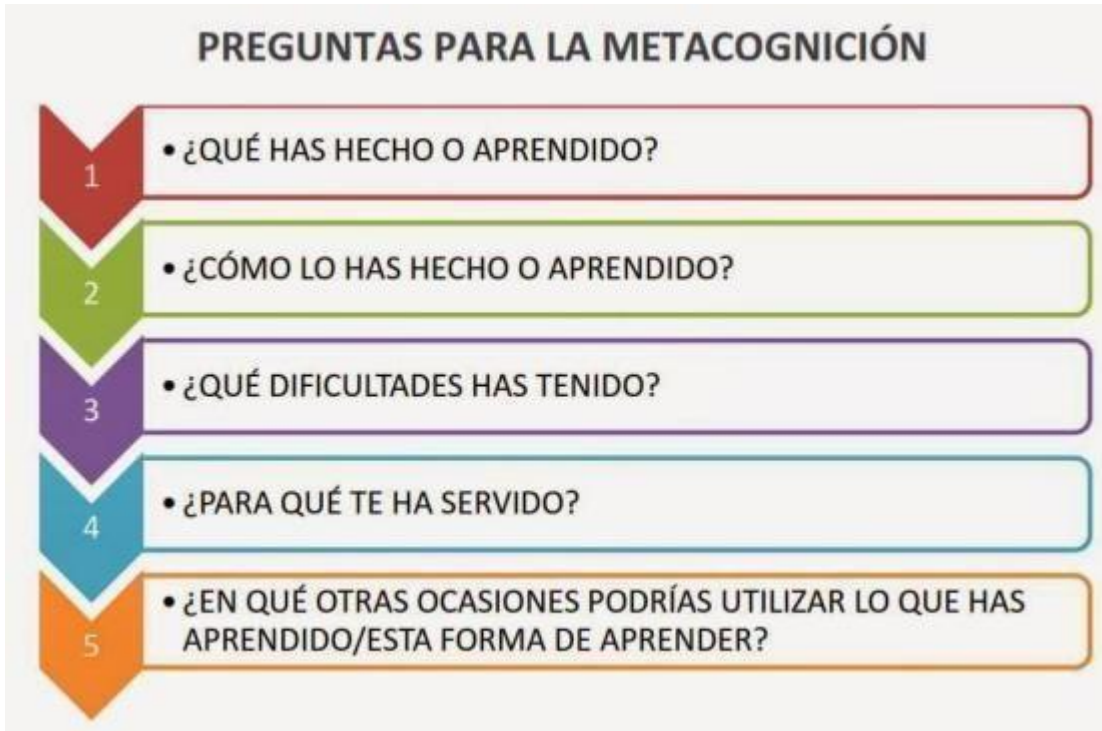 PREGUNTAS PARA LA METACOGNICIÓN
1
• ¿QUÉ HAS HECHO O APRENDIDO?
2
• ¿CÓMO LO HAS HECHO O APRENDIDO?
3
• ¿QUÉ DIFICULTADES HAS TENIDO?
4
• ¿PARA QUÉ TE HA SERVIDO?
5
• ¿EN QUÉ OTRAS OCASIONES PODRÍAS UTILIZAR LO QUE HAS
APRENDIDO/ESTA FORMA DE APRENDER?